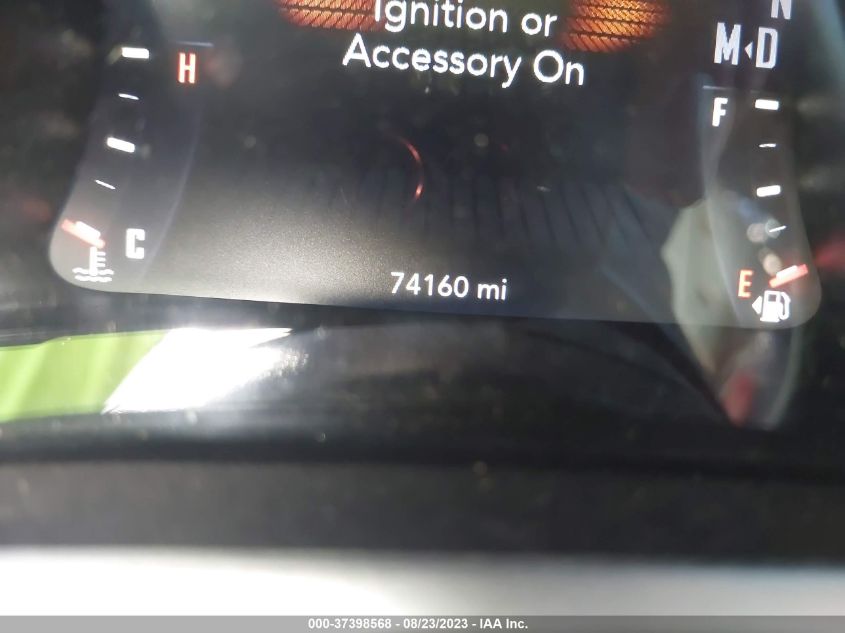 Ignition or
Accessory On
N
M D
H
F
C
E
74160 mi
000-37398568 - 08/23/2023 - IAA Inc.